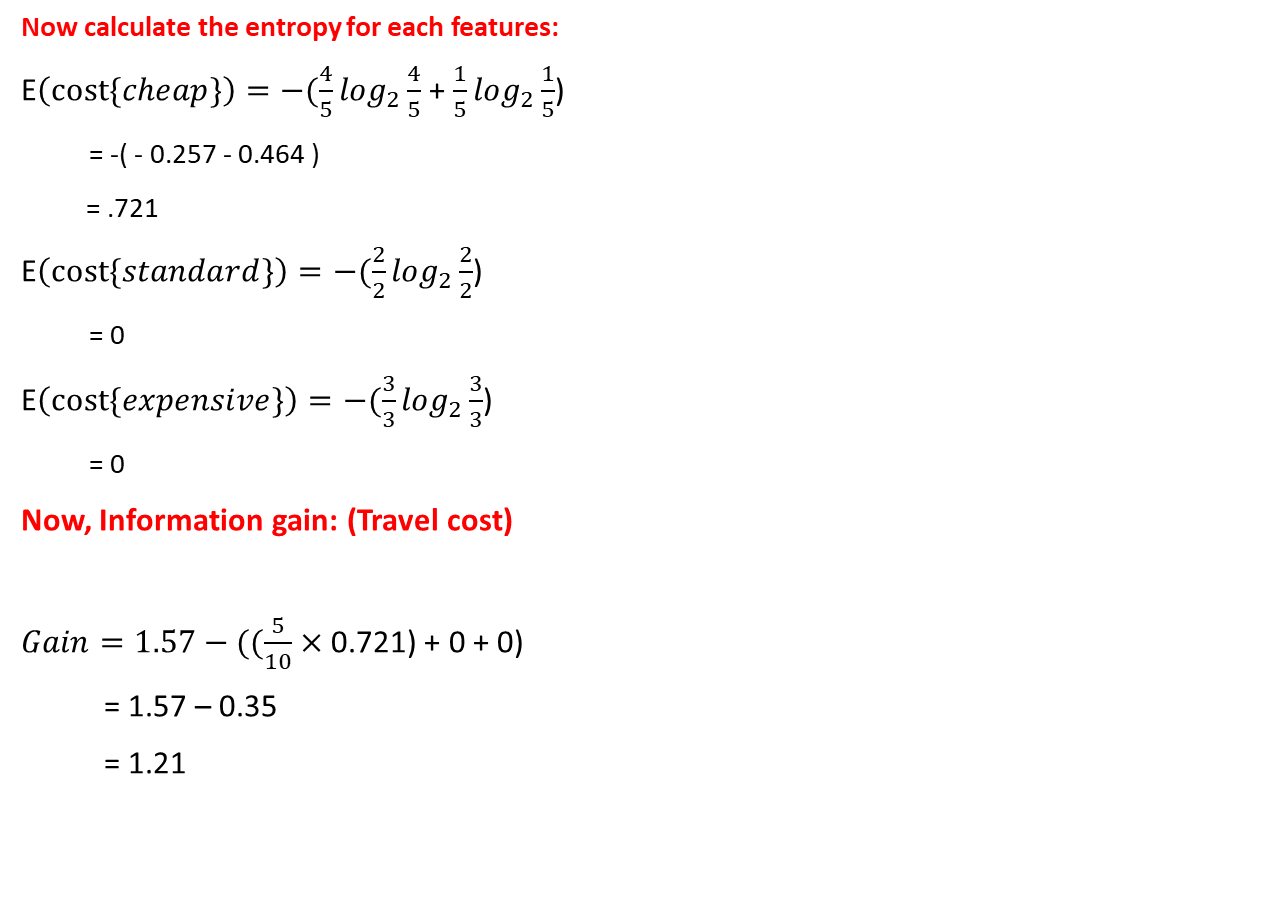 Now calculate the entropy for each features:
E(cost{cheap}) = −(4/5 log₂ 4/5 + 1/5 log₂ 1/5)
= -( - 0.257 - 0.464 )
= .721
E(cost{standard}) = −(2/2 log₂ 2/2)
= 0
E(cost{expensive}) = −(3/3 log₂ 3/3)
= 0
Now, Information gain: (Travel cost)
Gain = 1.57 − ((5/10 × 0.721) + 0 + 0)
= 1.57 – 0.35
= 1.21